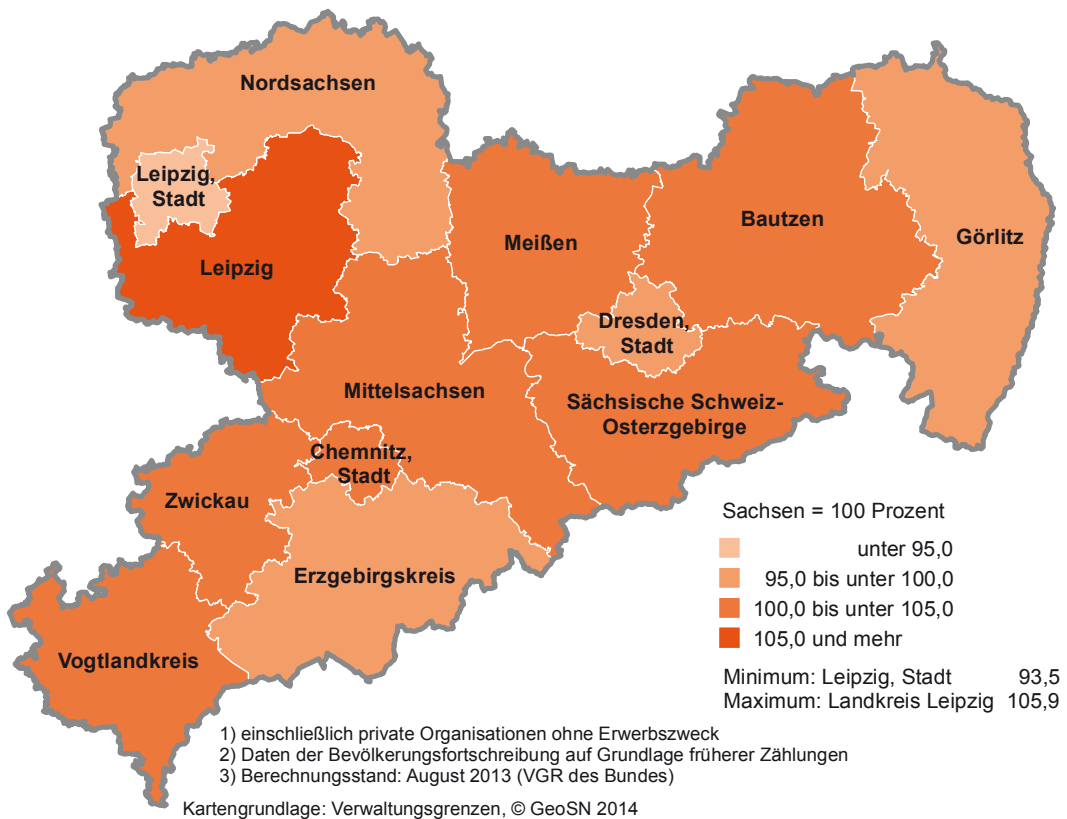 Nordsachsen
Leipzig,
Stadt
Leipzig
Meißen
Bautzen
Görlitz
Dresden,
Stadt
Mittelsachsen
Sächsische Schweiz-
Osterzgebirge
Chemnitz,
Stadt
Zwickau
Erzgebirgskreis
Vogtlandkreis
Sachsen = 100 Prozent
unter 95,0
95,0 bis unter 100,0
100,0 bis unter 105,0
105,0 und mehr
Minimum: Leipzig, Stadt 93,5
Maximum: Landkreis Leipzig 105,9
1) einschließlich private Organisationen ohne Erwerbszweck
2) Daten der Bevölkerungsfortschreibung auf Grundlage früherer Zählungen
3) Berechnungsstand: August 2013 (VGR des Bundes)
Kartengrundlage: Verwaltungsgrenzen, © GeoSN 2014